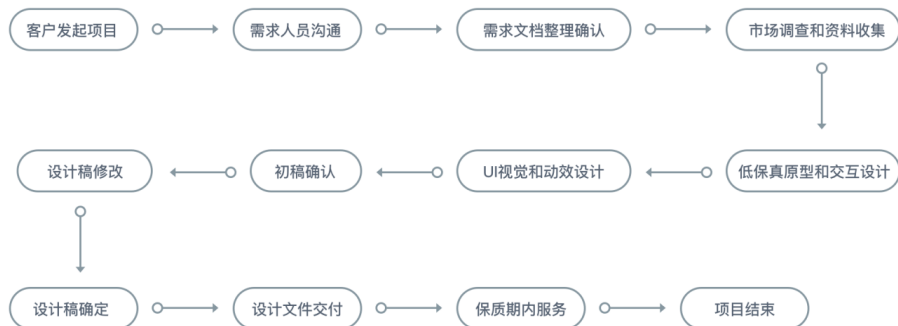 客户发起项目
需求人员沟通
需求文档整理确认
市场调查和资料收集
低保真原型和交互设计
UI视觉和动效设计
初稿确认
设计稿修改
设计稿确定
设计文件交付
保质期内服务
项目结束